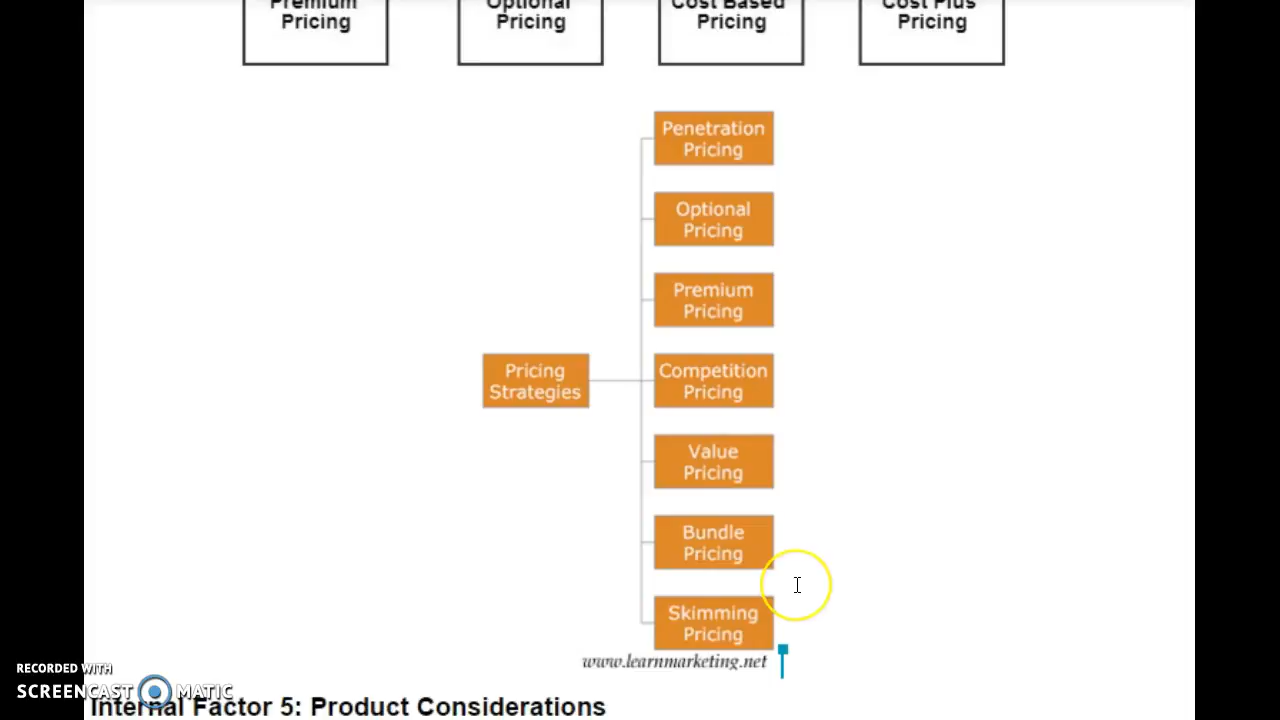 Premium
Pricing
Optional
Pricing
Cost Based
Pricing
Cost Plus
Pricing
Penetration
Pricing
Optional
Pricing
Premium
Pricing
Pricing
Strategies
Competition
Pricing
Value
Pricing
Bundle
Pricing
Skimming
Pricing
www.learnmarketing.net
RECORDED WITH
SCREENCAST MATIC
Internal Factor 5: Product Considerations